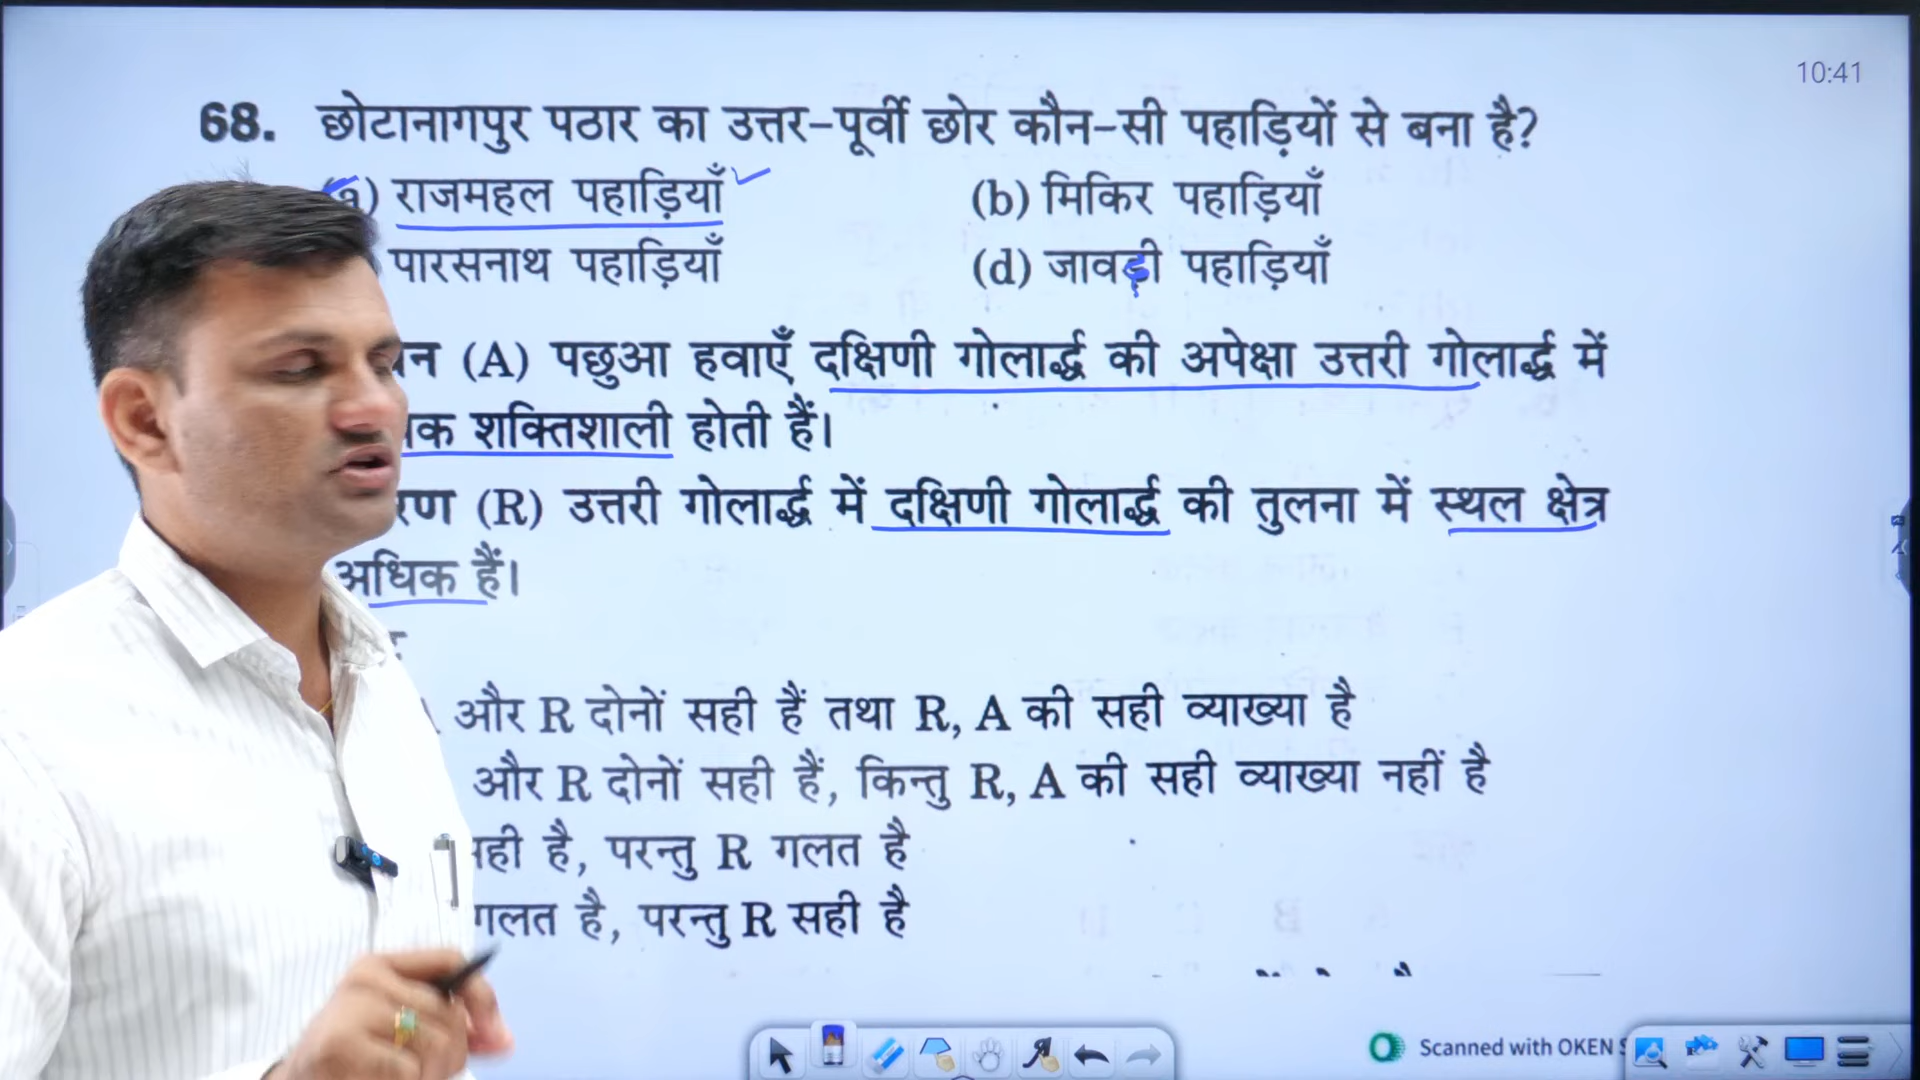 10:41
68. छोटानागपुर पठार का उत्तर-पूर्वी छोर कौन-सी पहाड़ियों से बना है?
(a) राजमहल पहाड़ियाँ (b) मिकिर पहाड़ियाँ
पारसनाथ पहाड़ियाँ (d) जावड़ी पहाड़ियाँ
(A) पछुआ हवाएँ दक्षिणी गोलार्द्ध की अपेक्षा उत्तरी गोलार्द्ध में
शक्तिशाली होती हैं।
(R) उत्तरी गोलार्द्ध में दक्षिणी गोलार्द्ध की तुलना में स्थल क्षेत्र
अधिक हैं।
और R दोनों सही हैं तथा R, A की सही व्याख्या है
और R दोनों सही हैं, किन्तु R, A की सही व्याख्या नहीं है
है, परन्तु R गलत है
गलत है, परन्तु R सही है
Scanned with OKEN